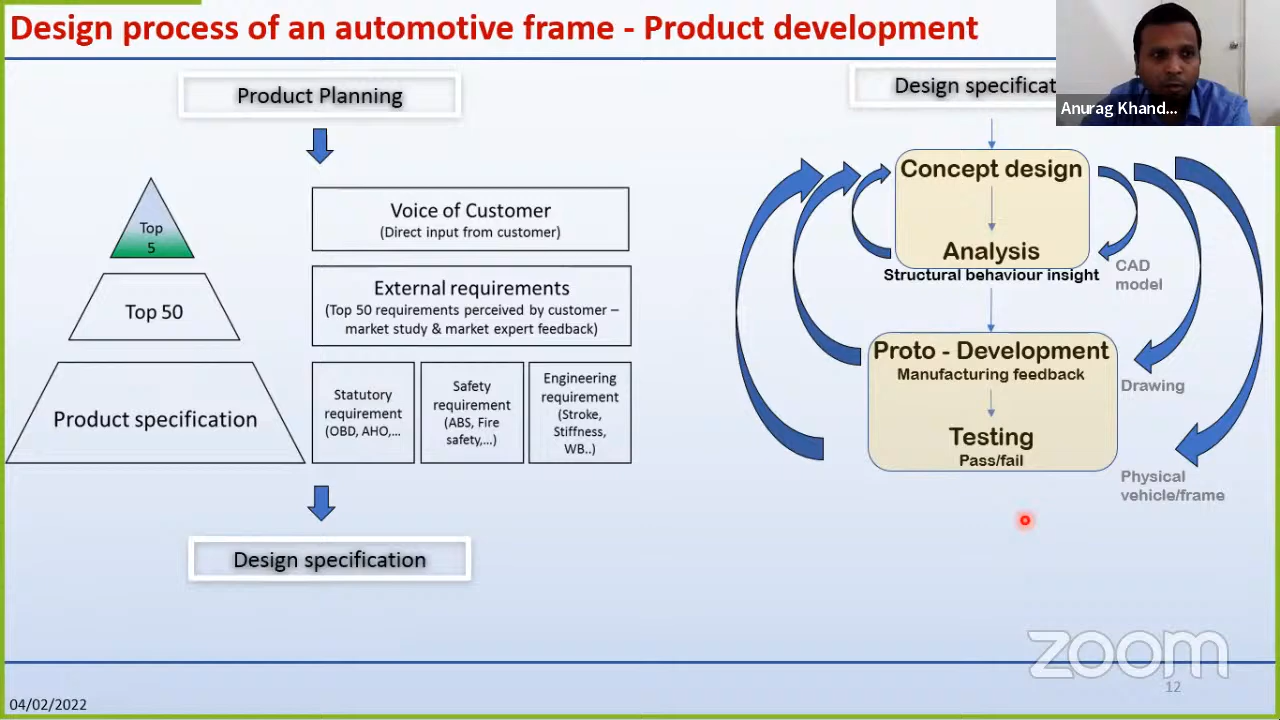 Design process of an automotive frame - Product development
Product Planning
Top
5
Top 50
Product specification
Voice of Customer
(Direct input from customer)
External requirements
(Top 50 requirements perceived by customer –
market study & market expert feedback)
Statutory
requirement
(OBD, AHO,...
Safety
requirement
(ABS, Fire
safety,...)
Engineering
requirement
(Stroke,
Stiffness,
WB..)
Design specification
Design specificat
Anurag Khand...
Concept design
Analysis
Structural behaviour insight
CAD
model
Proto - Development
Manufacturing feedback
Drawing
Testing
Pass/fail
Physical
vehicle/frame
zoom
12
04/02/2022